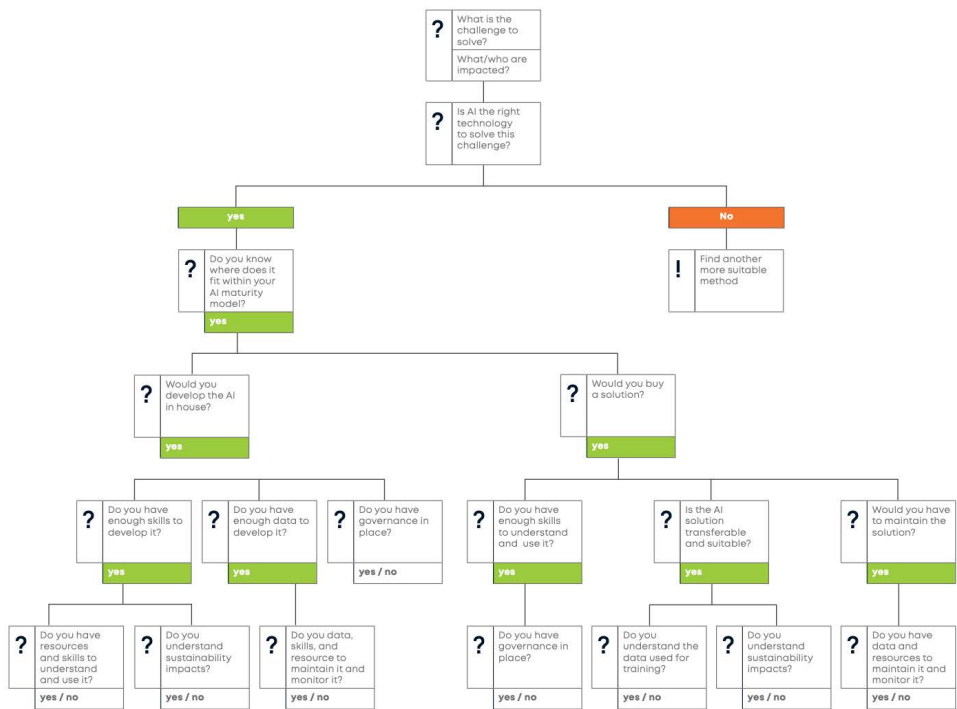 ?
What is the
challenge to
solve?
What/who are
impacted?
?
Is AI the right
technology
to solve this
challenge?
yes
No
?
Do you know
where does it
fit within your
AI maturity
model?
yes
!
Find another
more suitable
method
?
Would you
develop the AI
in house?
yes
?
Would you buy
a solution?
yes
?
Do you have
enough skills to
develop it?
yes
?
Do you have
enough data to
develop it?
yes
?
Do you have
governance in
place?
yes / no
?
Do you have
enough skills
to understand
and use it?
yes
?
Is the AI
solution
transferable
and suitable?
yes
?
Would you have
to maintain the
solution?
yes
?
Do you have
resources
and skills to
understand
and use it?
yes / no
?
Do you
understand
sustainability
impacts?
yes / no
?
Do you data,
skills, and
resource to
maintain it and
monitor it?
yes / no
?
Do you have
governance in
place?
yes / no
?
Do you
understand the
data used for
training?
yes / no
?
Do you
understand
sustainability
impacts?
yes / no
?
Do you have
data and
resources to
maintain it and
monitor it?
yes / no